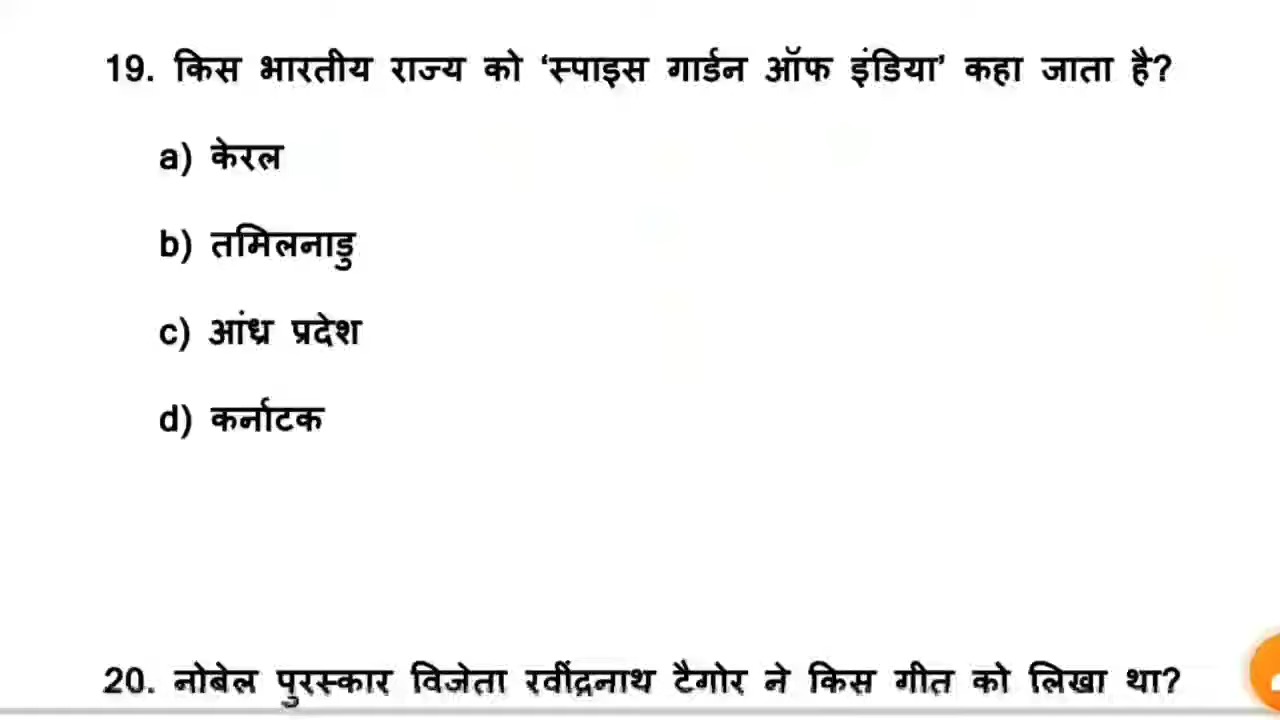 19. किस भारतीय राज्य को ‘स्पाइस गार्डन ऑफ इंडिया’ कहा जाता है?
a) केरल
b) तमिलनाडु
c) आंध्र प्रदेश
d) कर्नाटक
20. नोबेल पुरस्कार विजेता रवींद्रनाथ टैगोर ने किस गीत को लिखा था?